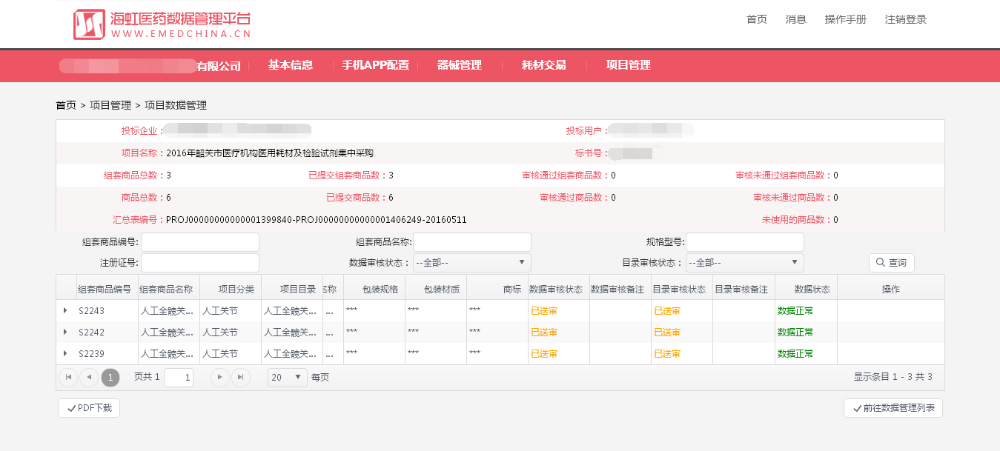 海虹医药数据管理平台
WWW.EMEDCHINA.CN
首页 消息 操作手册 注销登录
有限公司 基本信息 手机APP配置 器械管理 耗材交易 项目管理
首页 > 项目管理 > 项目数据管理
投标企业： 投标用户：
项目名称：2016年韶关市医疗机构医用耗材及检验试剂集中采购 标书号：
组套商品总数：3 已提交组套商品数：3 审核通过组套商品数：0 审核未通过组套商品数：0
商品总数：6 已提交商品数：6 审核通过商品数：0 审核未通过商品数：0
汇总表编号：PROJ00000000000001399840-PROJ00000000000001406249-20160511 未使用的商品数：0
组套商品编号: 组套商品名称: 规格型号:
注册证号: 数据审核状态： --全部-- 目录审核状态： --全部-- 查询
组套商品编号 组套商品名称 项目分类 项目目录 名称 包装规格 包装材质 商标 数据审核状态 数据审核备注 目录审核状态 目录审核备注 数据状态 操作
S2243 人工全髋关... 人工关节 人工全髋关... ... *** *** *** 已送审 已送审 数据正常
S2242 人工全髋关... 人工关节 人工全髋关... ... *** *** *** 已送审 已送审 数据正常
S2239 人工全髋关... 人工关节 人工全髋关... ... *** *** *** 已送审 已送审 数据正常
1 页共 1 1 20 每页 显示条目 1 - 3 共 3
PDF下载 前往数据管理列表